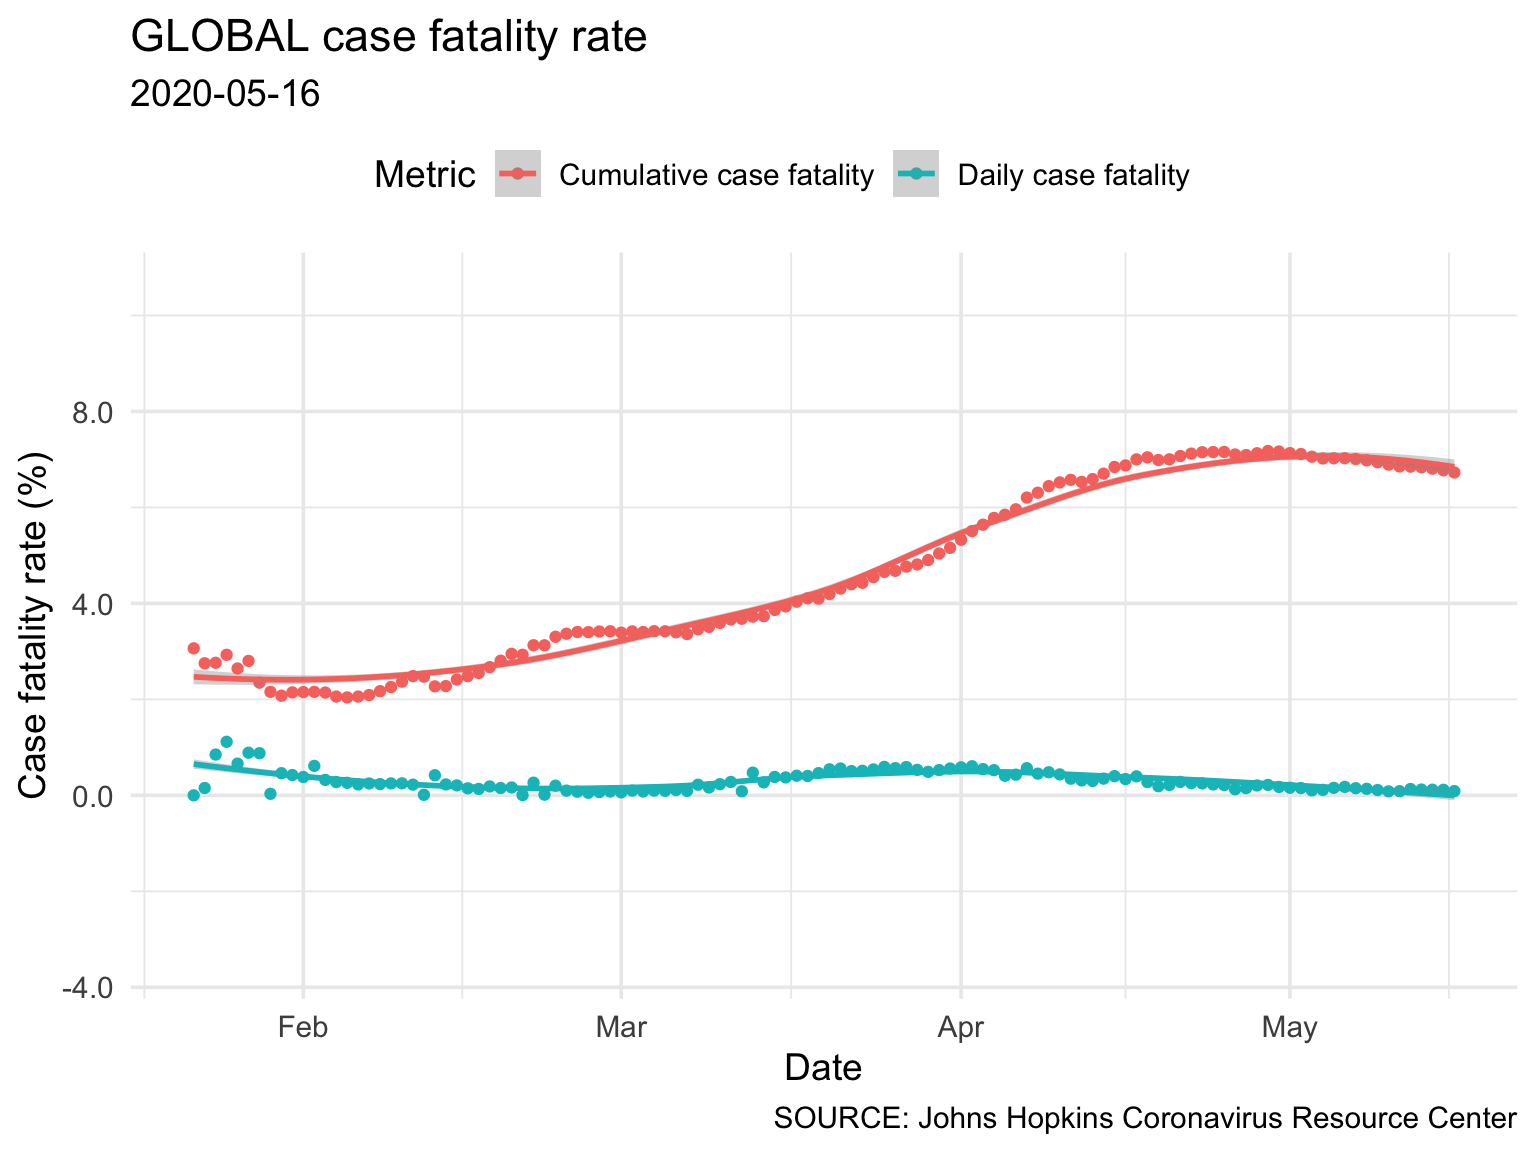 GLOBAL case fatality rate
2020-05-16
Metric Cumulative case fatality Daily case fatality
Case fatality rate (%)
8.0
4.0
0.0
-4.0
Feb Mar Apr May
Date
SOURCE: Johns Hopkins Coronavirus Resource Center